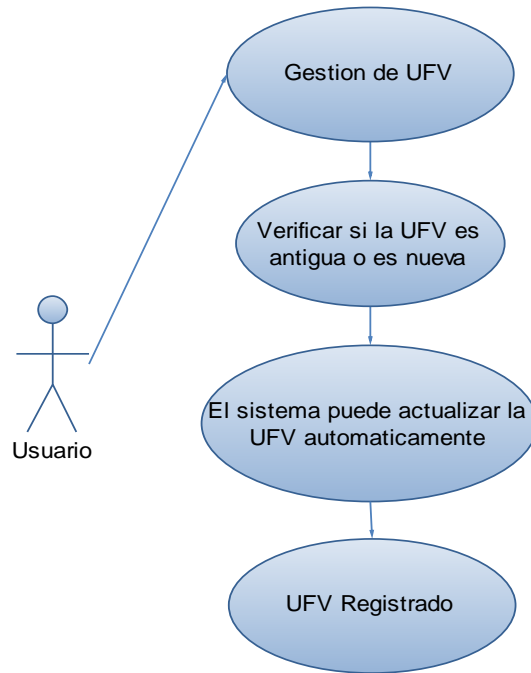 Gestion de UFV
Verificar si la UFV es
antigua o es nueva
El sistema puede actualizar la
UFV automaticamente
Usuario
UFV Registrado